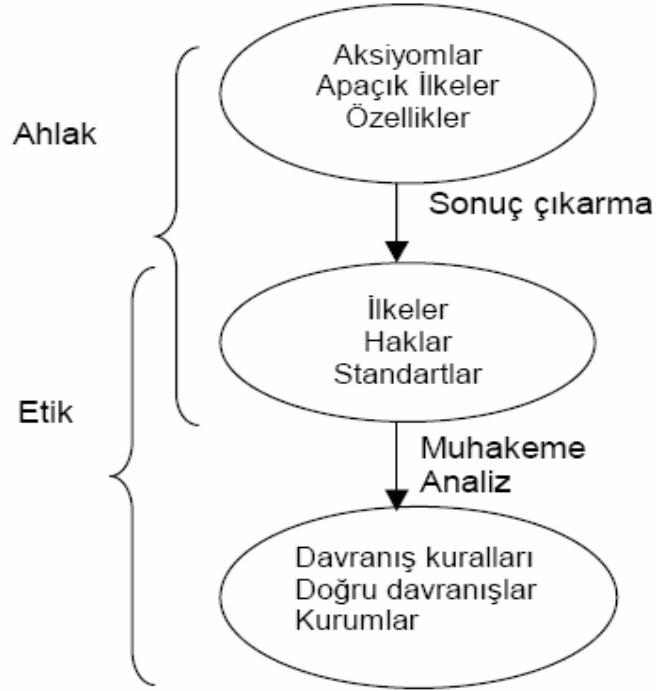 Aksiyomlar
Apaçık İlkeler
Özellikler
Ahlak
Sonuç çıkarma
İlkeler
Haklar
Standartlar
Etik
Muhakeme
Analiz
Davranış kuralları
Doğru davranışlar
Kurumlar